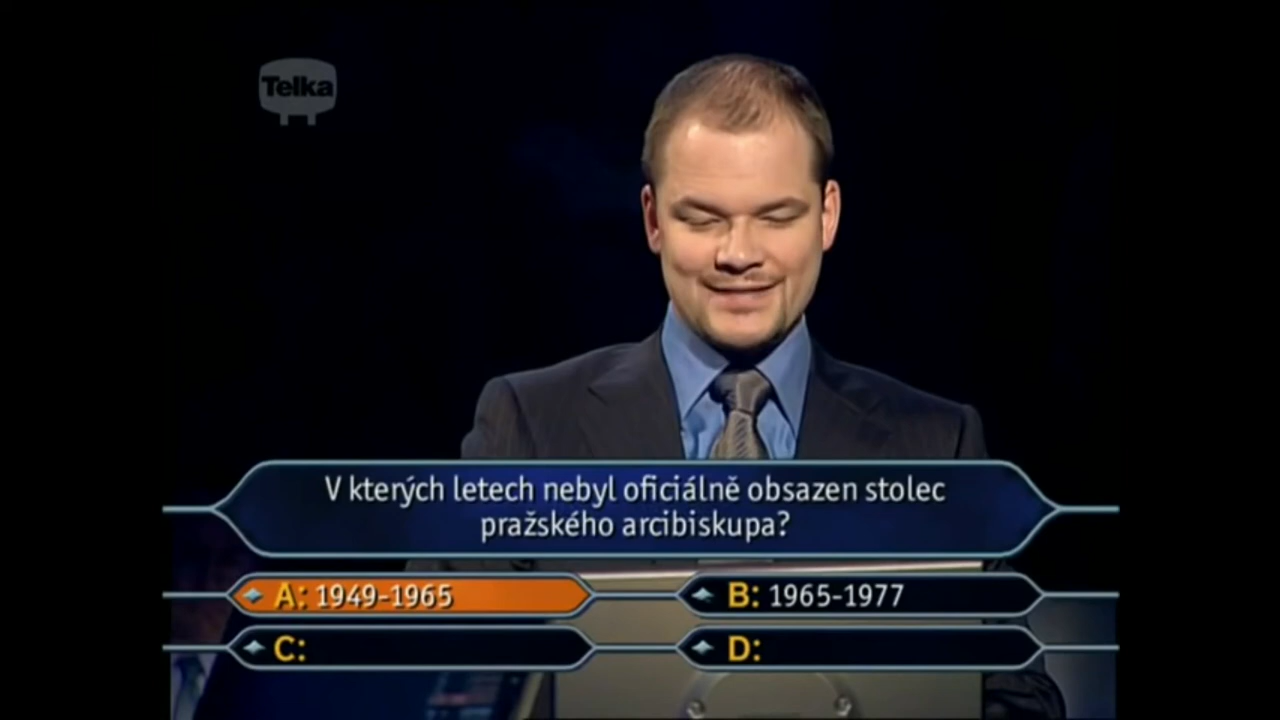 Telka
V kterých letech nebyl oficiálně obsazen stolec
pražského arcibiskupa?
A: 1949-1965
B: 1965-1977
C:
D: